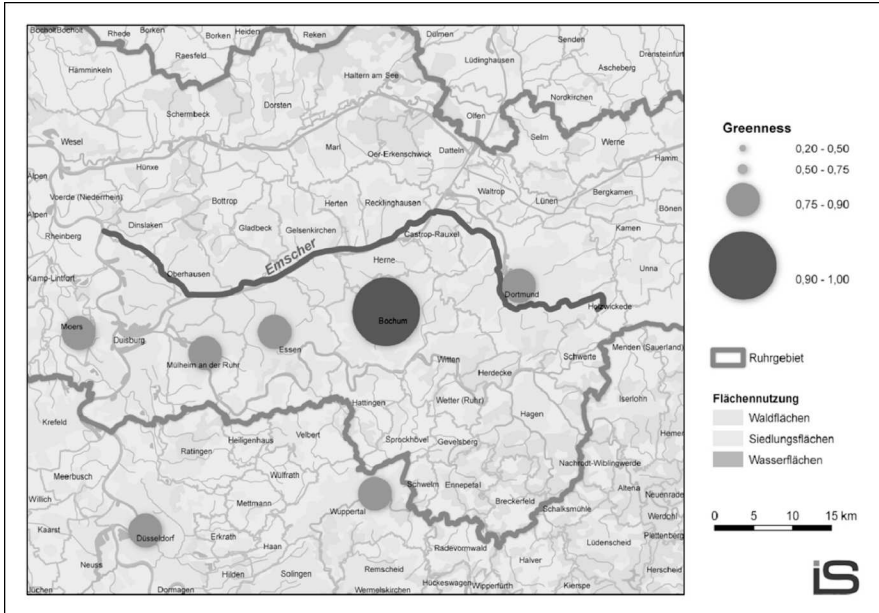 Bocholt Bocholt Rhede Borken Borken Heiden Reken Dülmen Senden
Raesfeld Lüdinghausen Ascheberg Drensteinfurt
Hamminkeln Haltern am See
Dorsten Nordkirchen
Schermbeck Olfen
Wesel Selm Werne
Marl Oer-Erkenschwick Datteln
Alpen Hünxe Hamm
Voerde (Niederrhein) Bottrop Waltrop Lünen Bergkamen
Herten Recklinghausen Bönen
Alpen Dinslaken Gladbeck Gelsenkirchen Kamen
Rheinberg Castrop-Rauxel
Emscher
Herne Unna
Kamp-Lintfort Oberhausen
Dortmund Holzwickede
Moers Bochum
Duisburg Essen Menden (Sauerland)
Mülheim an der Ruhr Witten Schwerte
Herdecke
Hattingen Wetter (Ruhr) Iserlohn
Krefeld Hagen
Velbert
Heiligenhaus Sprockhövel Gevelsberg Hemer
Ratingen
Meerbusch Wülfrath Nachrodt-Wiblingwerde
Schwelm Ennepetal Altena
Willich Mettmann Breckerfeld Neuenrade
Wuppertal Schalksmühle Werdohl
Kaarst Düsseldorf Erkrath Plettenberg
Haan Radevormwald Lüdenscheid
Neuss Halver
Hilden Solingen Remscheid Herscheid
Jüchen Dormagen Wermelskirchen Hückeswagen Wipperfürth Kierspe
Greenness
0,20 - 0,50
0,50 - 0,75
0,75 - 0,90
0,90 - 1,00
Ruhrgebiet
Flächennutzung
Waldflächen
Siedlungsflächen
Wasserflächen
0 5 10 15 km
iS